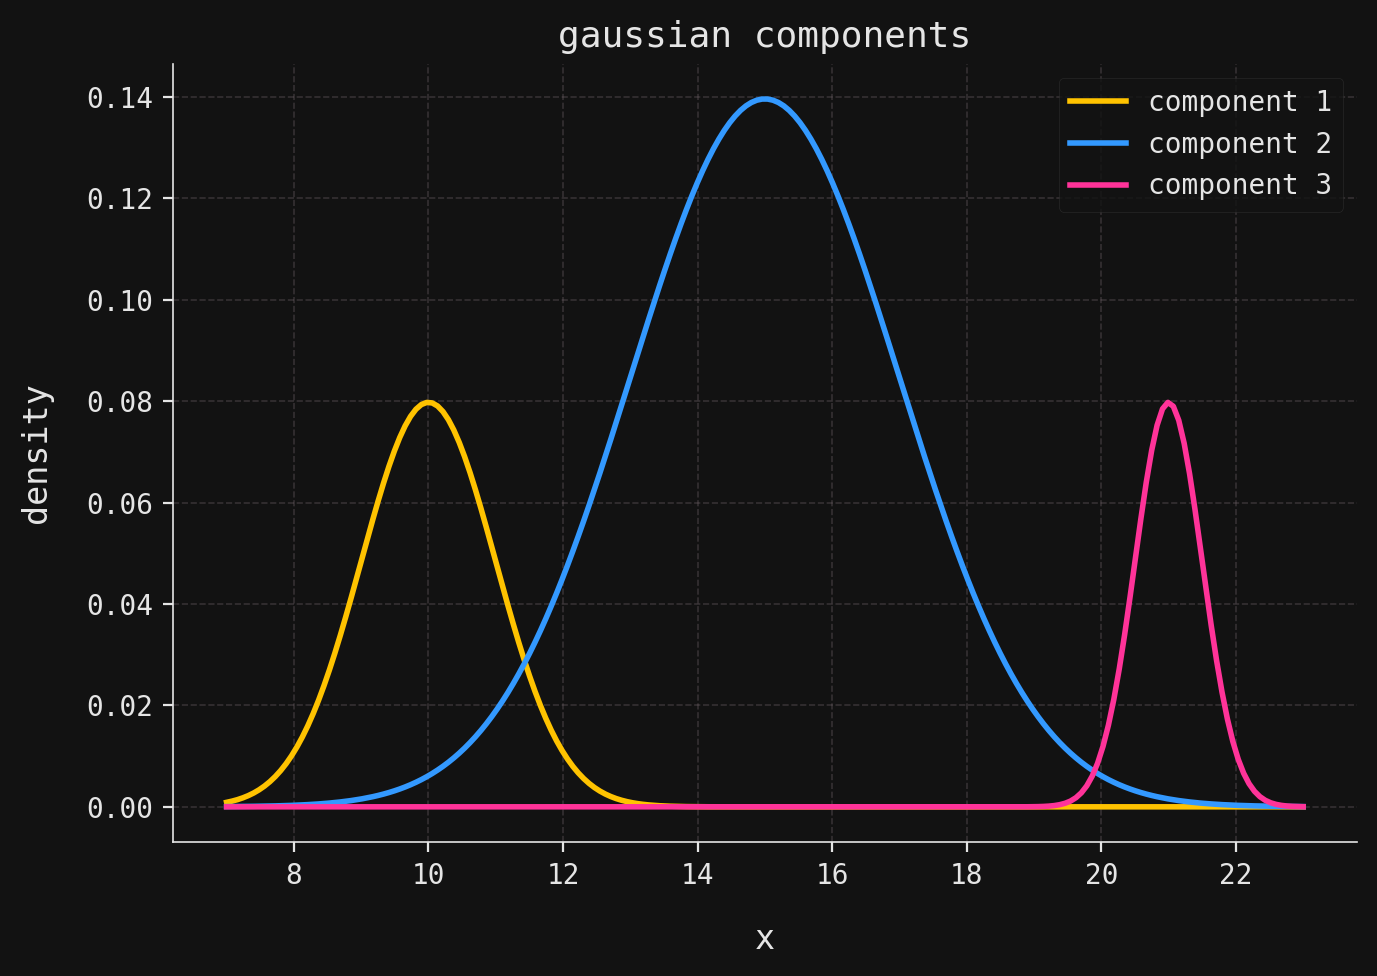 gaussian components
component 1
component 2
component 3
density
0.14
0.12
0.10
0.08
0.06
0.04
0.02
0.00
8 10 12 14 16 18 20 22
x